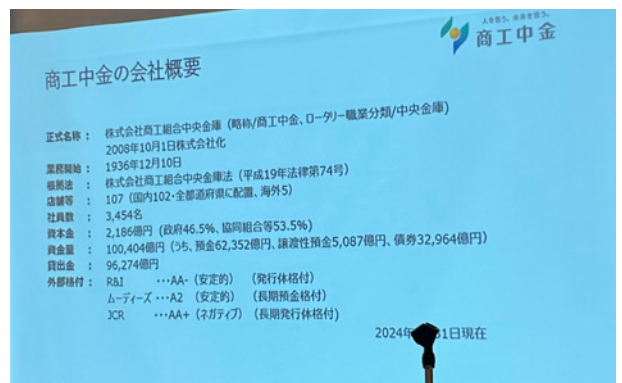 人を思う。未来を想う。
商工中金
商工中金の会社概要
正式名称 : 株式会社商工組合中央金庫 (略称/商工中金、ロータリー職業分類/中央金庫)
2008年10月1日株式会社化
業務開始 : 1936年12月10日
根拠法 : 株式会社商工組合中央金庫法 (平成19年法律第74号)
店舗等 : 107 (国内102・全都道府県に配置、海外5)
社員数 : 3,454名
資本金 : 2,186億円 (政府46.5%、協同組合等53.5%)
資金量 : 100,404億円 (うち、預金62,352億円、譲渡性預金5,087億円、債券32,964億円)
貸出金 : 96,274億円
外部格付 : R&I ・・・AA- (安定的) (発行体格付)
ムーディーズ ・・・A2 (安定的) (長期預金格付)
JCR ・・・AA+ (ネガティブ) (長期発行体格付)
2024年 31日現在